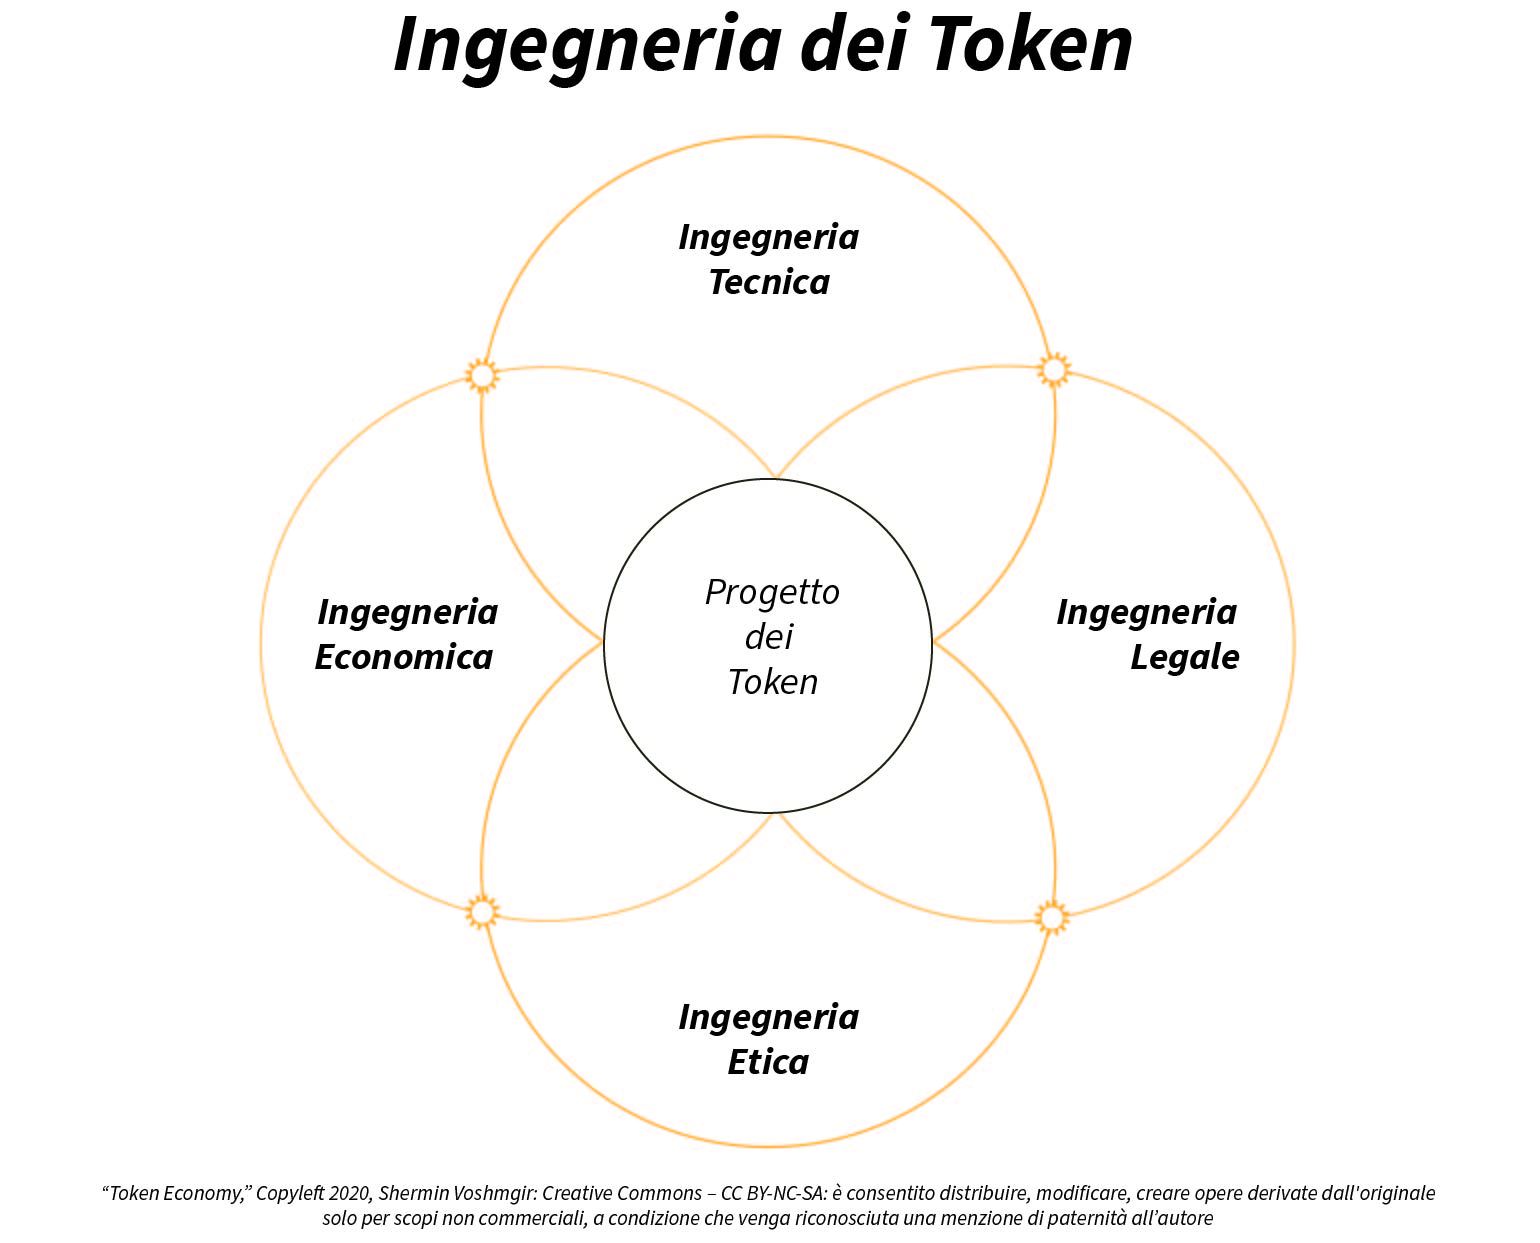 Ingegneria dei Token
Ingegneria
Tecnica
Ingegneria
Economica
Progetto
dei
Token
Ingegneria
Legale
Ingegneria
Etica
“Token Economy,” Copyleft 2020, Shermin Voshmgir: Creative Commons – CC BY-NC-SA: è consentito distribuire, modificare, creare opere derivate dall'originale
solo per scopi non commerciali, a condizione che venga riconosciuta una menzione di paternità all’autore